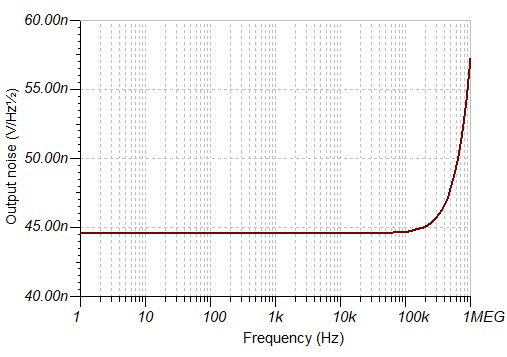 60.00n
55.00n
50.00n
45.00n
40.00n
Output noise (V/Hz½)
1 10 100 1k 10k 100k 1MEG
Frequency (Hz)